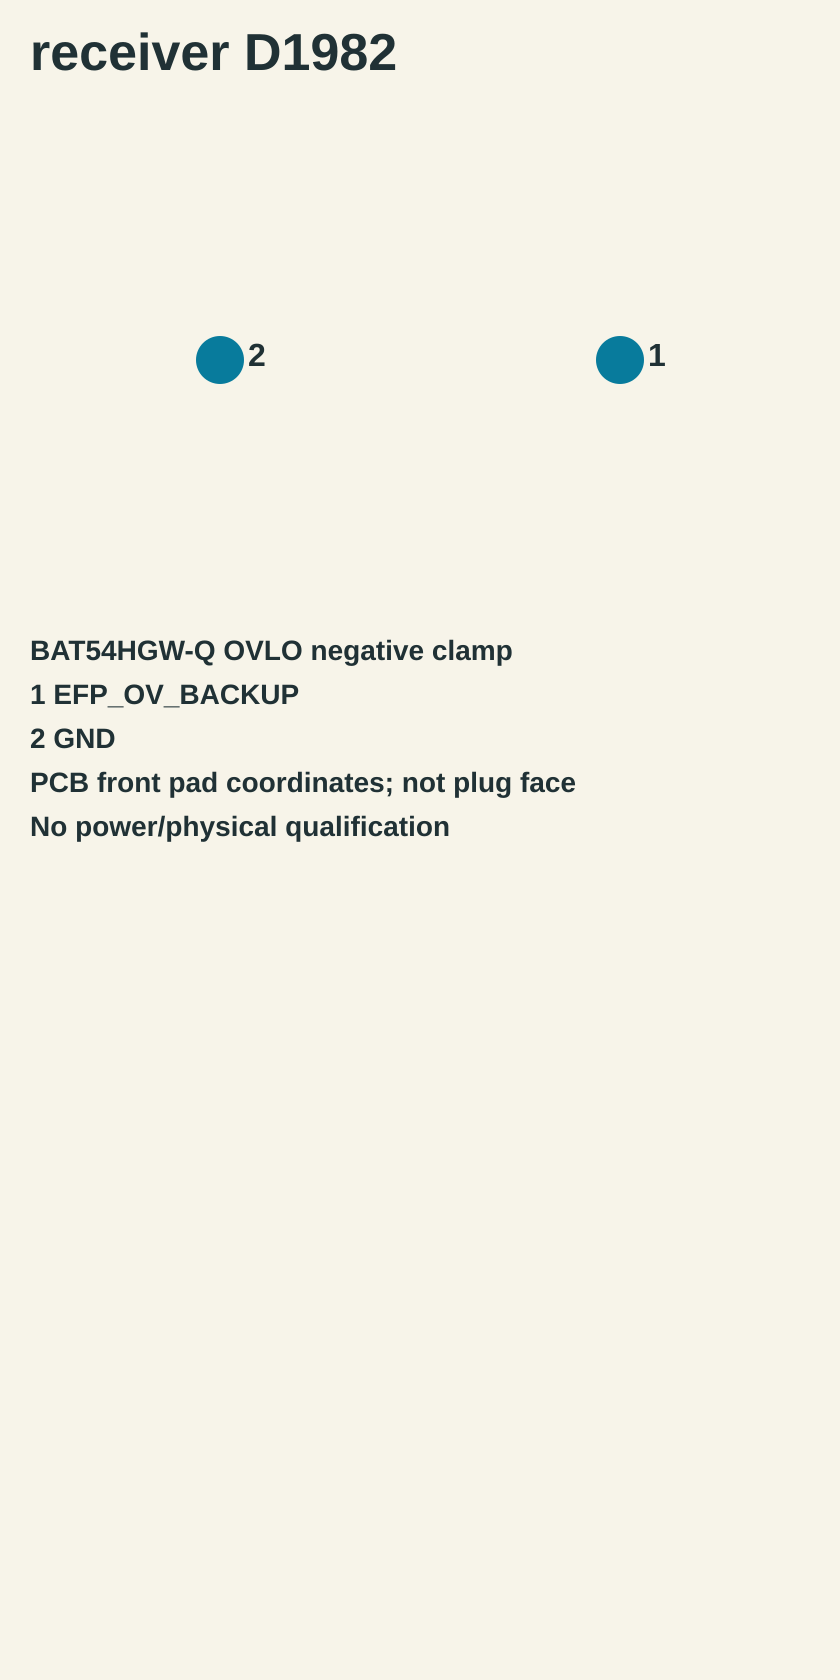 receiver D1982
2
1
BAT54HGW-Q OVLO negative clamp
1 EFP_OV_BACKUP
2 GND
PCB front pad coordinates; not plug face
No power/physical qualification